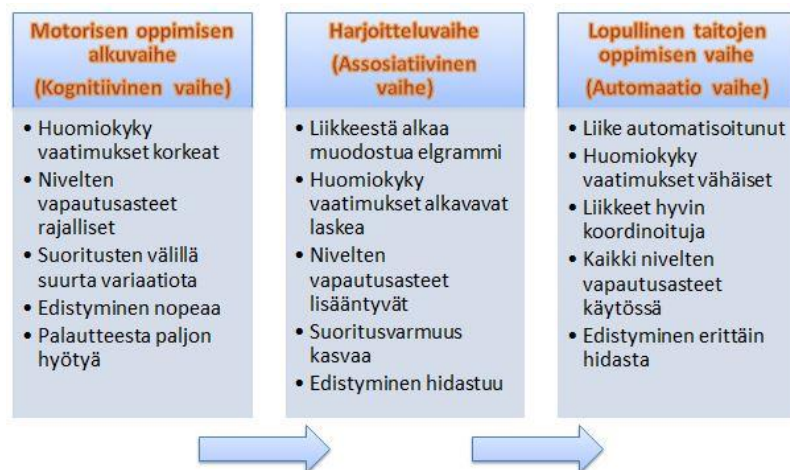 Motorisen oppimisen
alkuvaihe
(Kognitiivinen vaihe)
• Huomiokyky
vaatimukset korkeat
• Nivelten
vapautusasteet
rajalliset
• Suoritusten välillä
suurta variaatiota
• Edistyminen nopeaa
• Palautteesta paljon
hyötyä
Harjoitteluvaihe
(Assosiatiivinen
vaihe)
• Liikkeestä alkaa
muodostua elgrammi
• Huomiokyky
vaatimukset alkavavat
laskea
• Nivelten
vapautusasteet
lisääntyvät
• Suoritusvarmuus
kasvaa
• Edistyminen hidastuu
Lopullinen taitojen
oppimisen vaihe
(Automaatio vaihe)
• Liike automatisoitunut
• Huomiokyky
vaatimukset vähäiset
• Liikkeet hyvin
koordinoituja
• Kaikki nivelten
vapautusasteet
käytössä
• Edistyminen erittäin
hidasta